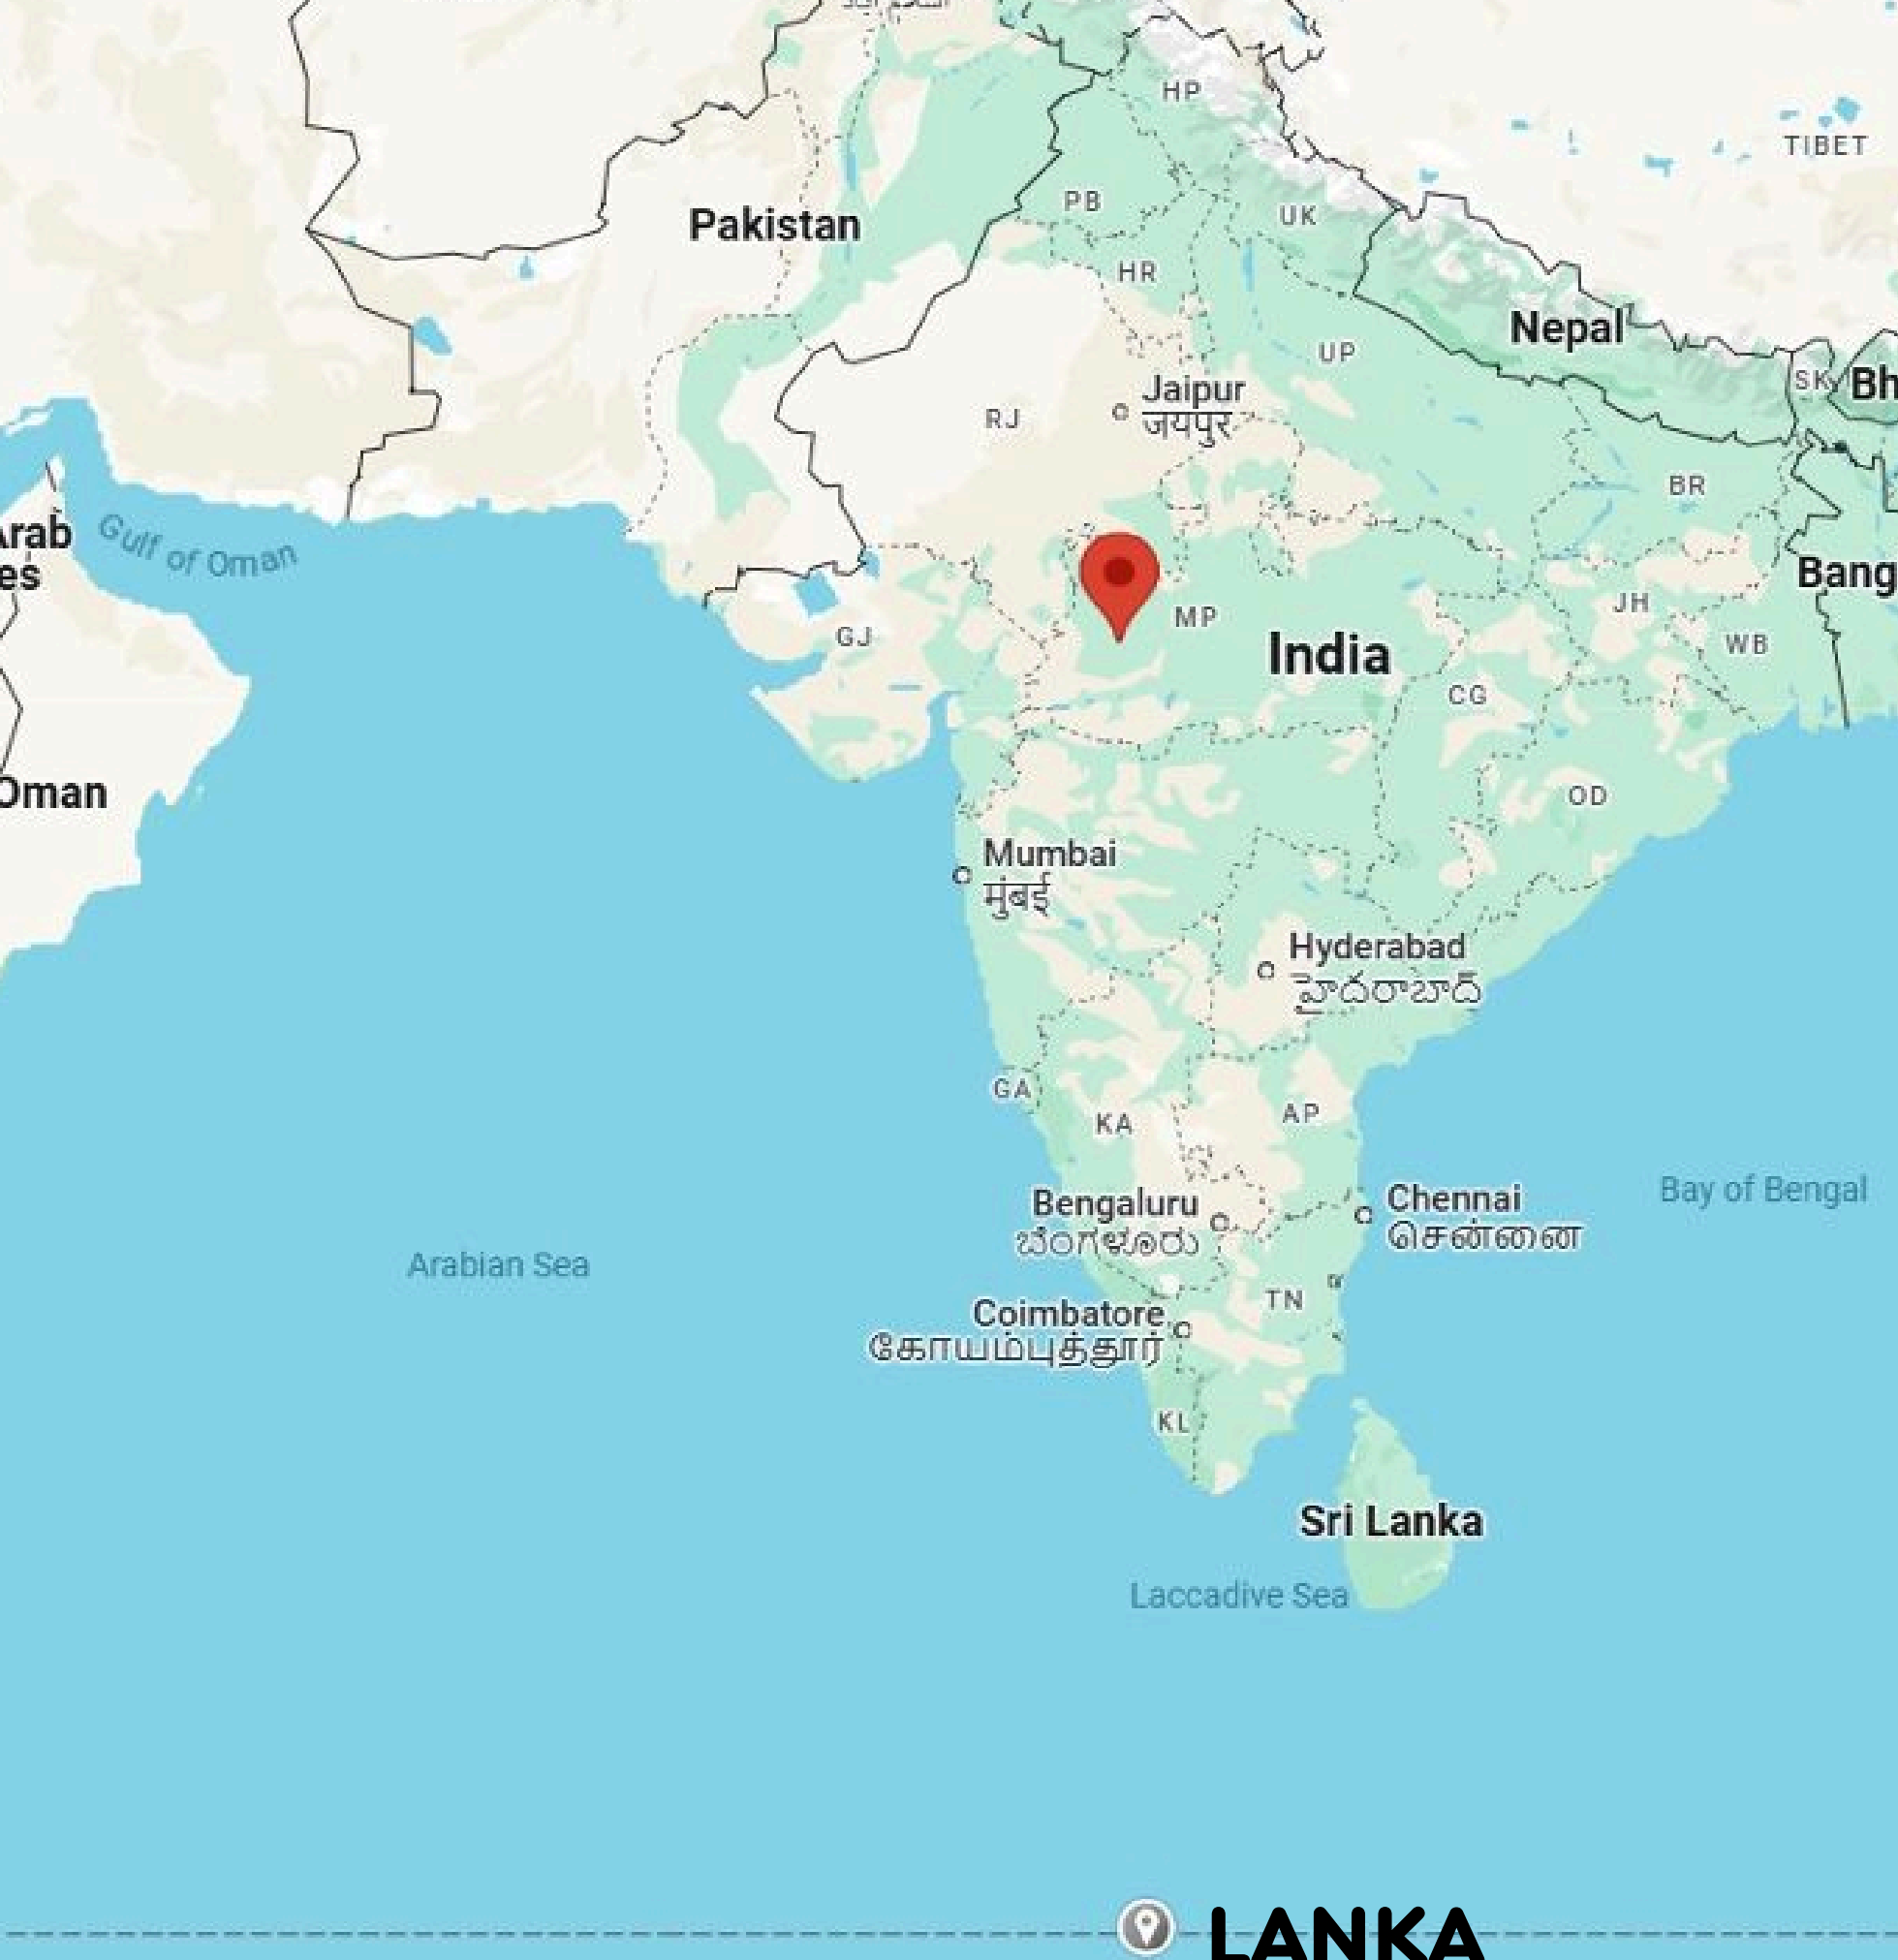 HP
TIBET
PB
UK
Pakistan
HR
Nepal
UP
SK
Bh
Jaipur
जयपुर
RJ
BR
Arab
es
Gulf of Oman
Bang
MP
JH
GJ
India
WB
CG
Oman
OD
Mumbai
मुंबई
Hyderabad
హైదరాబాద్
GA
KA
AP
Bengaluru
ಬೆಂಗಳೂರು
Chennai
சென்னை
Bay of Bengal
Arabian Sea
TN
Coimbatore
கோயம்புத்தூர்
KL
Sri Lanka
Laccadive Sea
LANKA